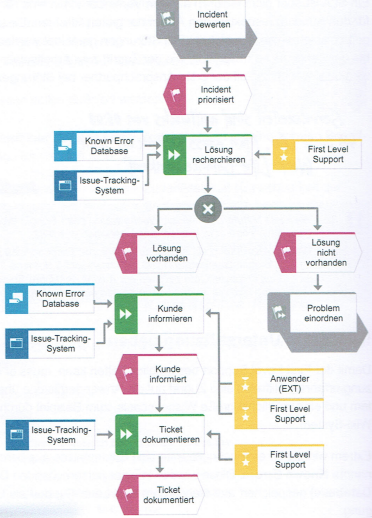 Incident
bewerten
Incident
priorisiert
Known Error
Database
Lösung
recherchieren
First Level
Support
Issue-Tracking-
System
Lösung
vorhanden
Lösung
nicht
vorhanden
Known Error
Database
Kunde
informieren
Problem
einordnen
Issue-Tracking-
System
Kunde
informiert
Anwender
(EXT)
First Level
Support
Issue-Tracking-
System
Ticket
dokumentieren
First Level
Support
Ticket
dokumentiert